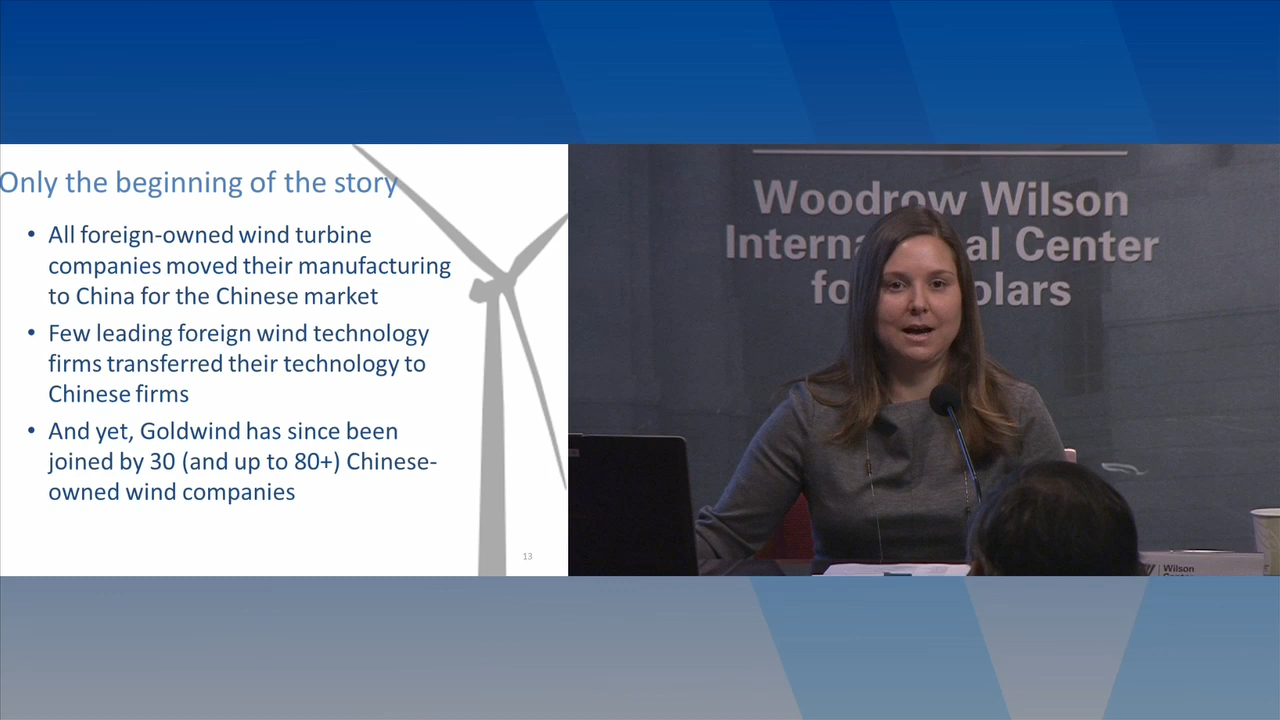 Only the beginning of the story
• All foreign-owned wind turbine
companies moved their manufacturing
to China for the Chinese market
• Few leading foreign wind technology
firms transferred their technology to
Chinese firms
• And yet, Goldwind has since been
joined by 30 (and up to 80+) Chinese-
owned wind companies
13
Woodrow Wilson
Interna al Center
fo olars
Wilson